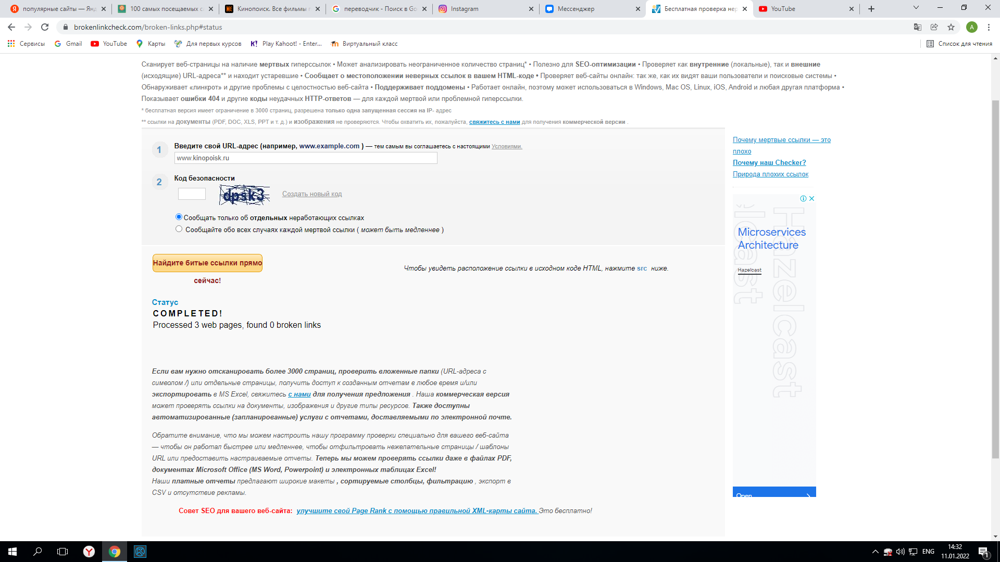 популярные сайты — Янд
100 самых посещаемых с
Кинопоиск. Все фильмы п
переводчик - Поиск в Go
Instagram
Мессенджер
Бесплатная проверка нер
YouTube
brokenlinkcheck.com/broken-links.php#status
A
Сервисы
Gmail
YouTube
Карты
Для первых курсов
K! Play Kahoot! - Enter...
Виртуальный класс
Список для чтения
Сканирует веб-страницы на наличие мертвых гиперссылок • Может анализировать неограниченное количество страниц* • Полезно для SEO-оптимизации • Проверяет как внутренние (локальные), так и внешние
(исходящие) URL-адреса** и находит устаревшие • Сообщает о местоположении неверных ссылок в вашем HTML-коде • Проверяет веб-сайты онлайн: так же, как их видят ваши пользователи и поисковые системы •
Обнаруживает «линкрот» и другие проблемы с целостностью веб-сайта • Поддерживает поддомены • Работает онлайн, поэтому может использоваться в Windows, Mac OS, Linux, iOS, Android и любая другая платформа •
Показывает ошибки 404 и другие коды неудачных HTTP-ответов — для каждой мертвой или проблемной гиперссылки.
* бесплатная версия имеет ограничение в 3000 страниц, разрешена только одна запущенная сессия на IP- адрес
** ссылки на документы (PDF, DOC, XLS, PPT и т. д.) и изображения не проверяются. Чтобы охватить их, пожалуйста, свяжитесь с нами для получения коммерческой версии .
1
Введите свой URL-адрес (например, www.example.com ) — тем самым вы соглашаетесь с настоящими Условиями.
www.kinopoisk.ru
2
Код безопасности
dpsk3
Создать новый код
Сообщать только об отдельных неработающих ссылках
Сообщайте обо всех случаях каждой мертвой ссылки ( может быть медленнее )
Найдите битые ссылки прямо
сейчас!
Чтобы увидеть расположение ссылки в исходном коде HTML, нажмите src ниже.
Статус
COMPLETED!
Processed 3 web pages, found 0 broken links
Если вам нужно отсканировать более 3000 страниц, проверить вложенные папки (URL-адреса с
символом /) или отдельные страницы, получить доступ к созданным отчетам в любое время и/или
экспортировать в MS Excel, свяжитесь с нами для получения предложения . Наша коммерческая версия
может проверять ссылки на документы, изображения и другие типы ресурсов. Также доступны
автоматизированные (запланированные) услуги с отчетами, доставляемыми по электронной почте.
Обратите внимание, что мы можем настроить нашу программу проверки специально для вашего веб-сайта
— чтобы он работал быстрее или медленнее, чтобы отфильтровать нежелательные страницы / шаблоны
URL или предоставить настраиваемые отчеты. Теперь мы можем проверять ссылки даже в файлах PDF,
документах Microsoft Office (MS Word, Powerpoint) и электронных таблицах Excel!
Наши платные отчеты предлагают широкие макеты , сортируемые столбцы, фильтрацию , экспорт в
CSV и отсутствие рекламы.
Совет SEO для вашего веб-сайта: улучшите свой Page Rank с помощью правильной XML-карты сайта. Это бесплатно!
Почему мертвые ссылки — это
плохо
Почему наш Checker?
Природа плохих ссылок
Microservices
Architecture
Hazelcast
Hazelcast
Open
ENG
14:32
11.01.2022
1